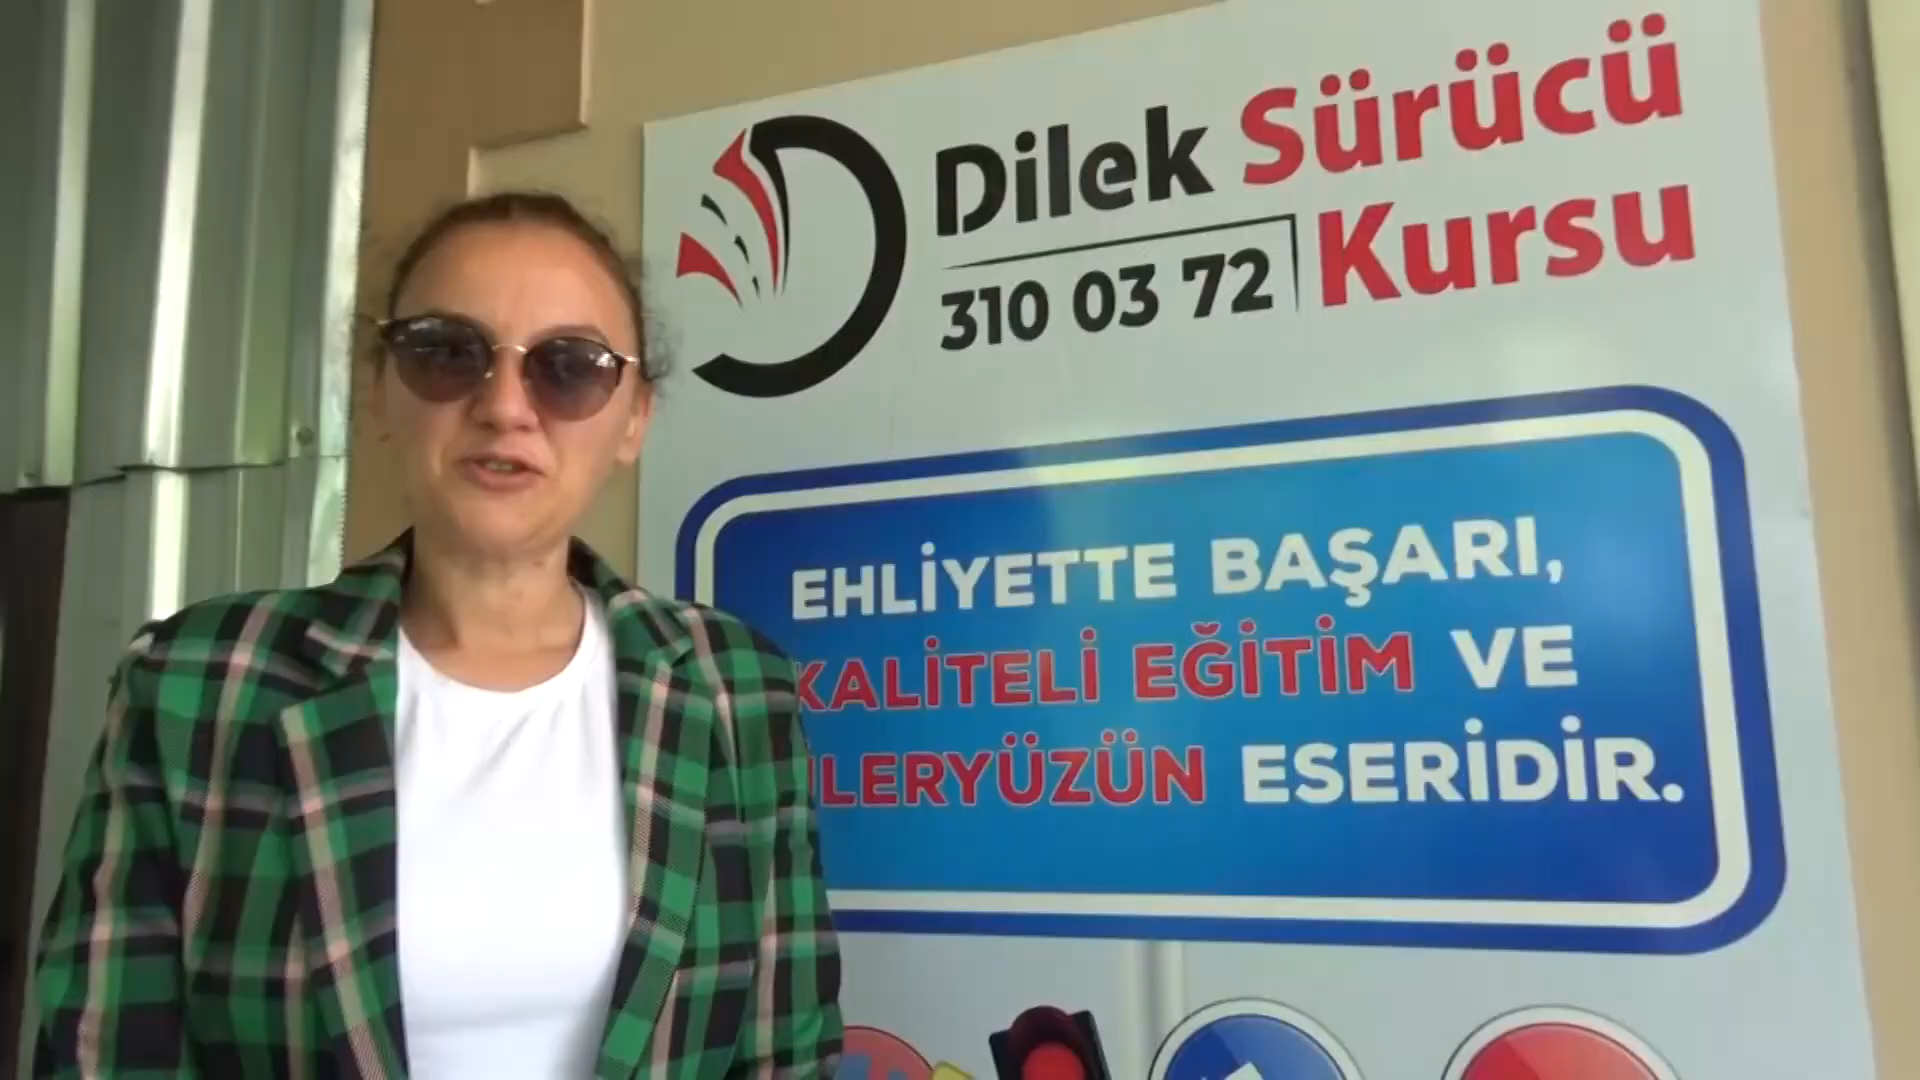 Dilek Sürücü
310 03 72 Kursu
EHLİYETTE BAŞARI,
KALİTELİ EĞİTİM VE
ESERİDİR.